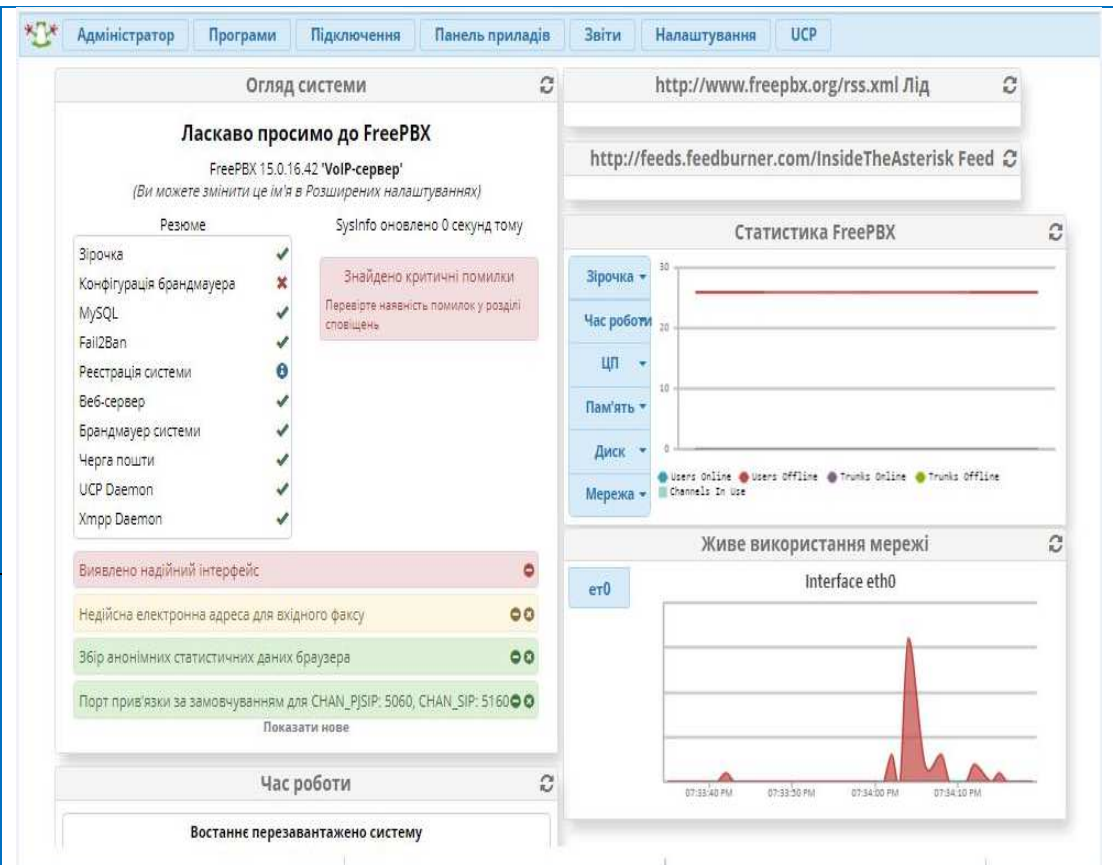 Адміністратор Програми Підключення Панель приладів Звіти Налаштування UCP
Огляд системи
Ласкаво просимо до FreePBX
FreePBX 15.0.16.42 'VoIP-сервер'
(Ви можете змінити це ім'я в Розширених налаштуваннях)
Резюме
Зірочка
Конфігурація брандмауера
MySQL
Fail2Ban
Реєстрація системи
Веб-сервер
Брандмауер системи
Черга пошти
UCP Daemon
Xmpp Daemon
SysInfo оновлено 0 секунд тому
Знайдено критичні помилки
Перевірте наявність помилок у розділі
сповіщень
Виявлено надійний інтерфейс
Недійсна електронна адреса для вхідного факсу
Збір анонімних статистичних даних браузера
Порт прив'язки за замовчуванням для CHAN_PJSIP: 5060, CHAN_SIP: 5160
Показати нове
Час роботи
Востаннє перезавантажено систему
http://www.freepbx.org/rss.xml Лід
http://feeds.feedburner.com/InsideTheAsterisk Feed
Статистика FreePBX
Зірочка
Час роботи
ЦП
Пам'ять
Диск
Мережа
30
20
10
0
Users Online Users Offline Trunks Online Trunks Offline
Channels In Use
Живе використання мережі
ет0
Interface eth0
07:33:40 PM 07:33:50 PM 07:34:00 PM 07:34:10 PM